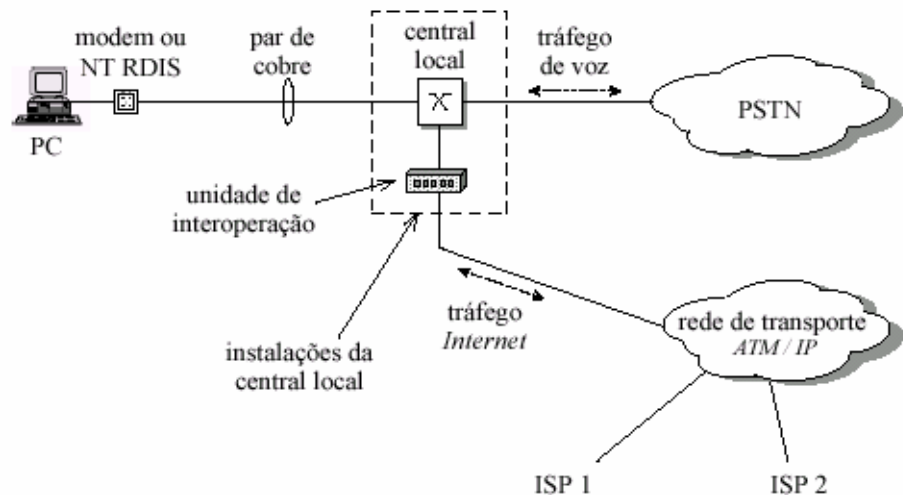 modem ou
NT RDIS
par de
cobre
central
local
tráfego
de voz
PC
PSTN
unidade de
interoperação
tráfego
Internet
rede de transporte
ATM / IP
instalações da
central local
ISP 1
ISP 2